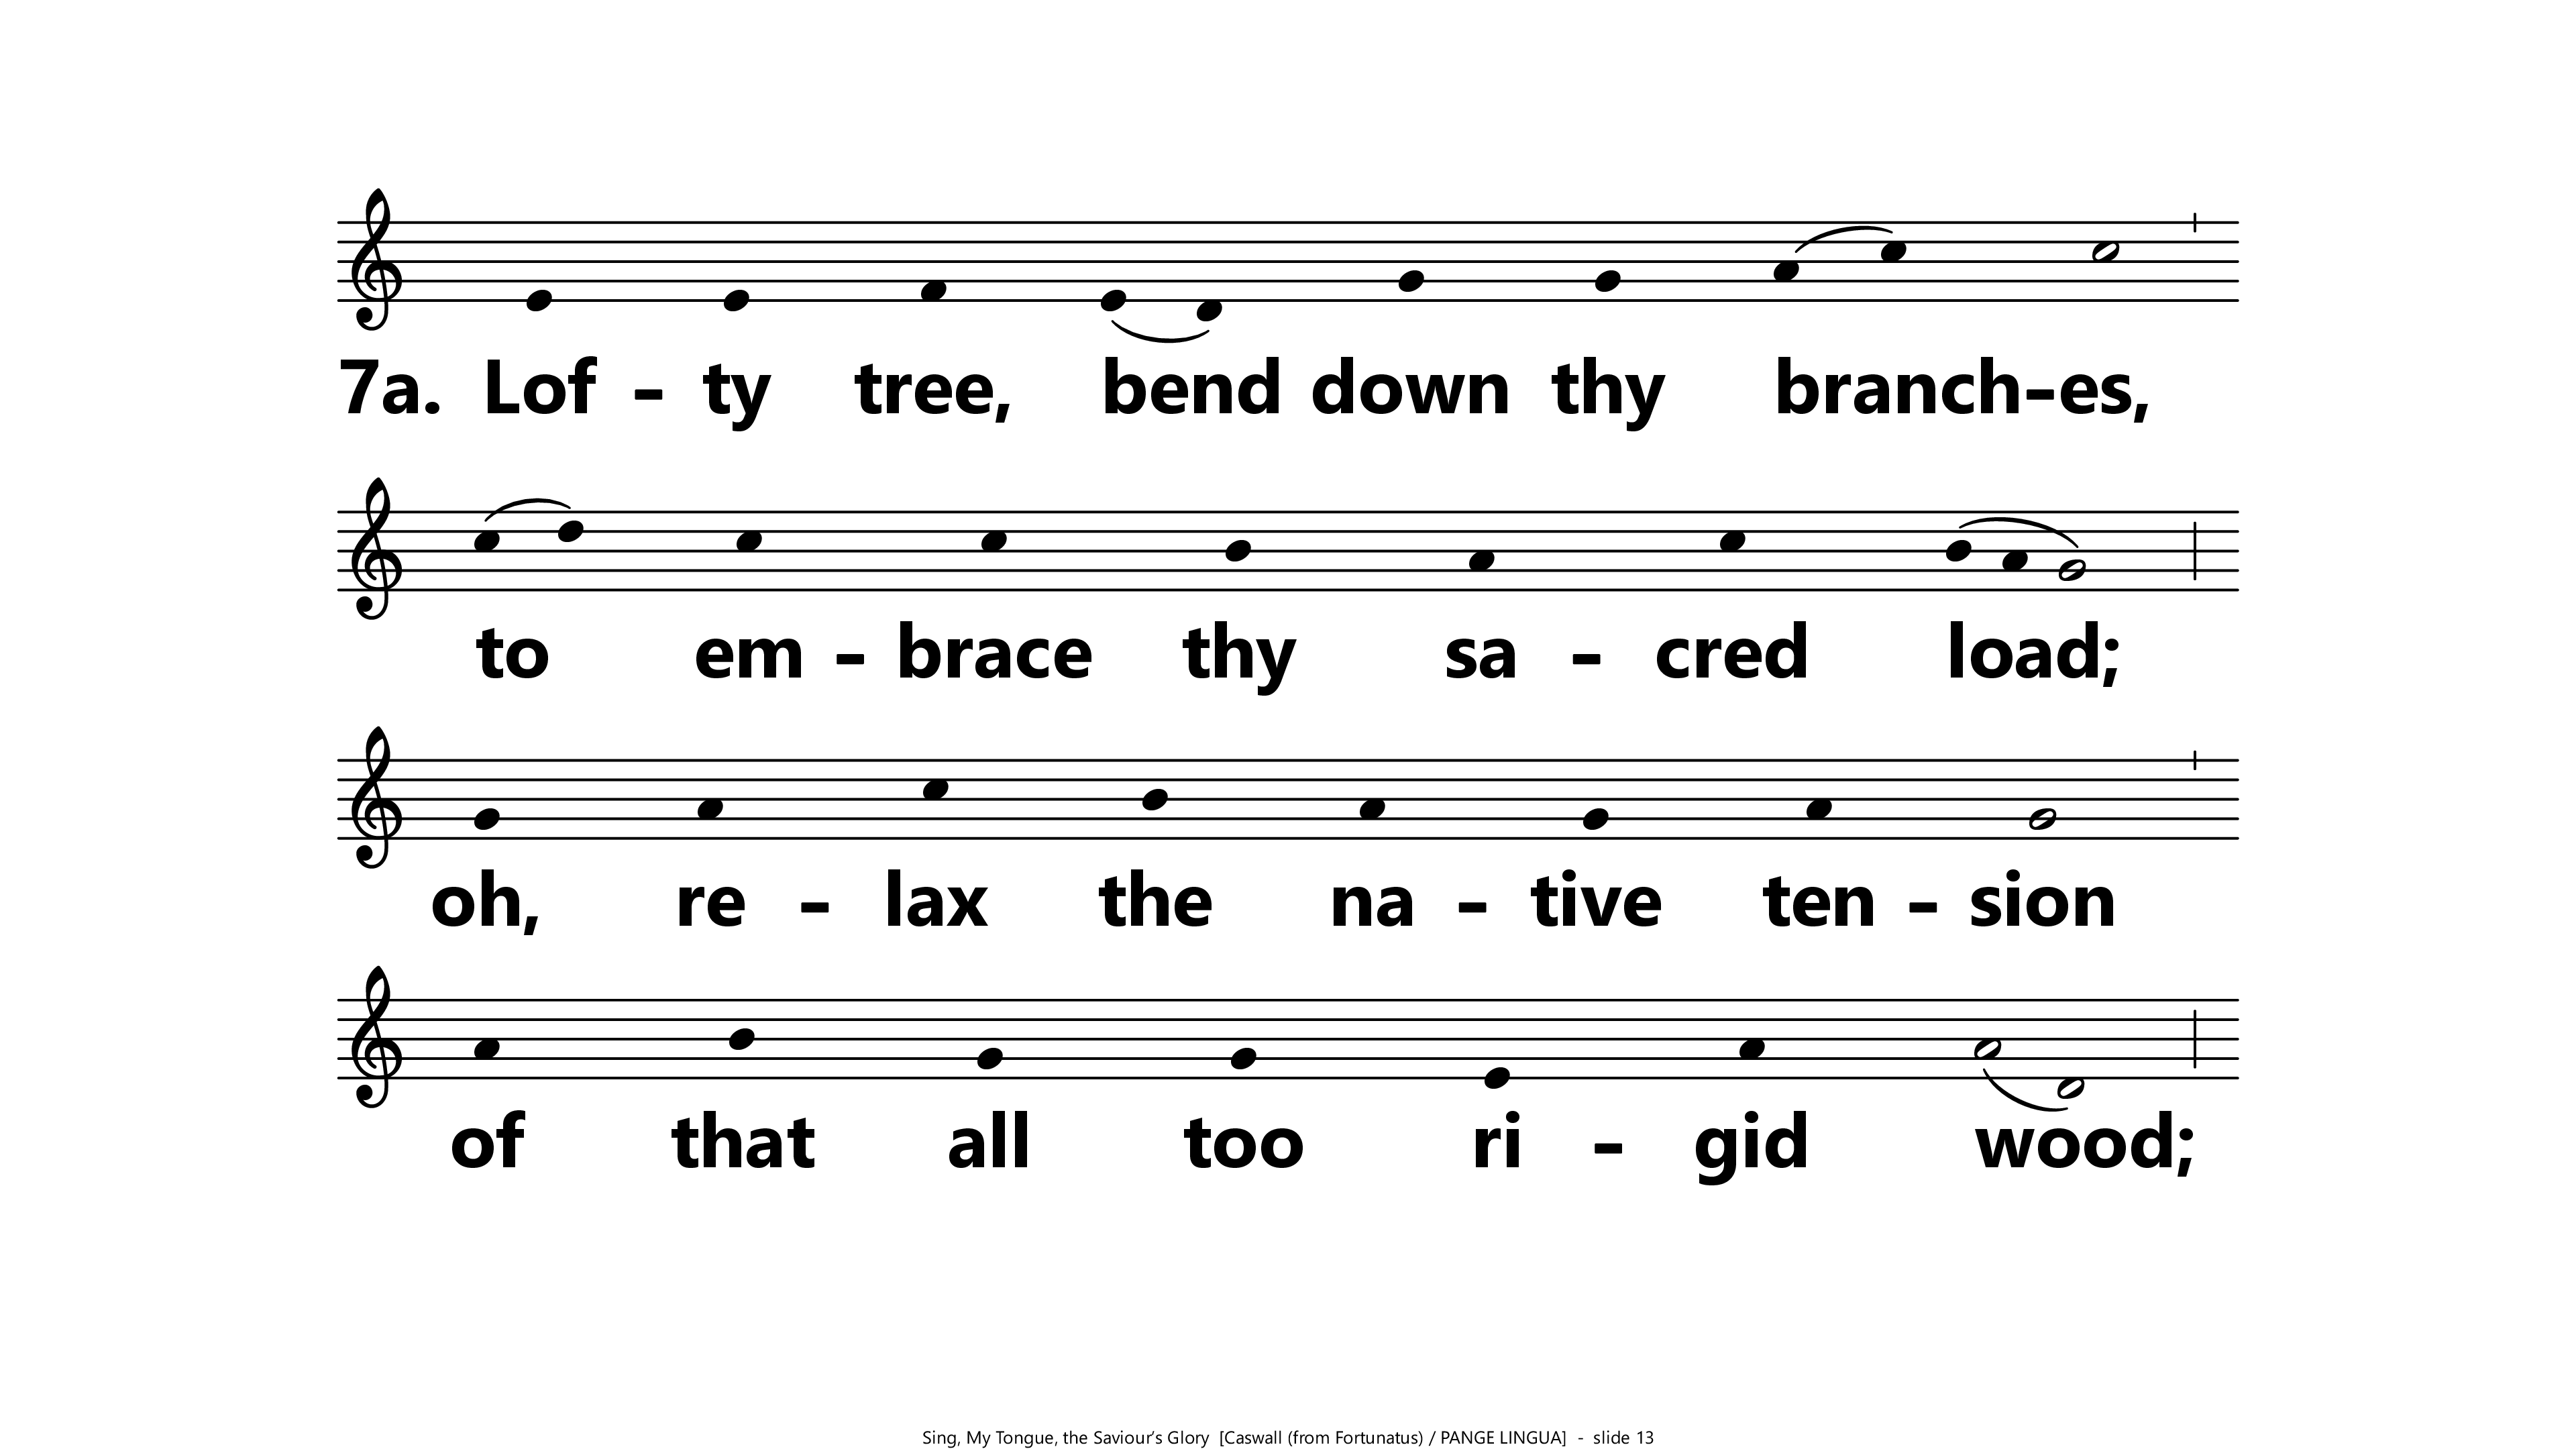 7a. Lof - ty tree, bend down thy branch-es,
to em - brace thy sa - cred load;
oh, re - lax the na - tive ten - sion
of that all too ri - gid wood;
Sing, My Tongue, the Saviour’s Glory [Caswall (from Fortunatus) / PANGE LINGUA] - slide 13